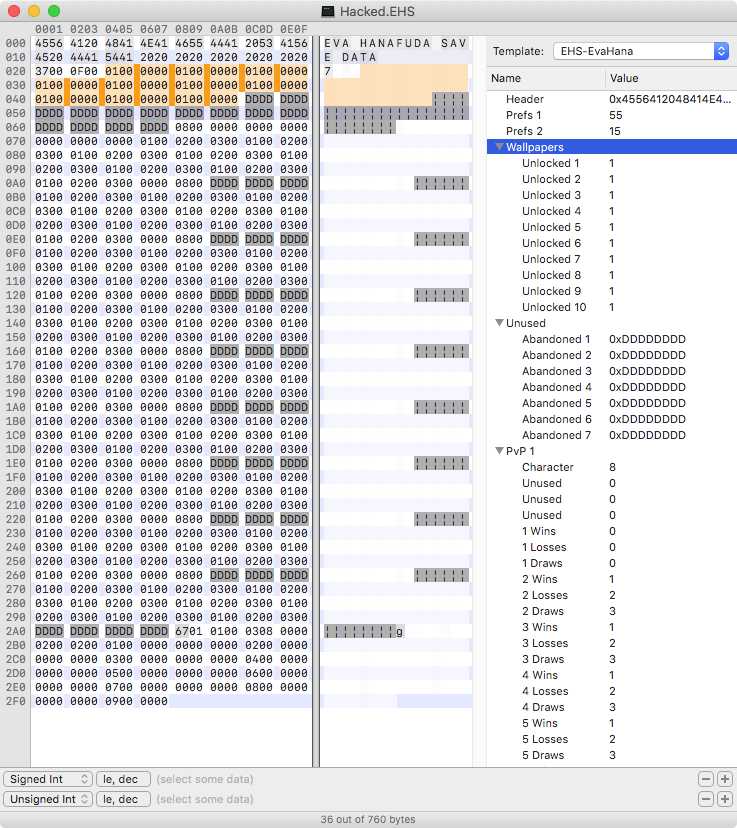 Hacked.EHS
0001 0203 0405 0607 0809 0A0B 0C0D 0E0F
000 4556 4120 4841 4E41 4655 4441 2053 4156 EVA HANAFUDA SAV
010 4520 4441 5441 2020 2020 2020 2020 2020 E DATA
020 3700 0F00 0100 0000 0100 0000 0100 0000 7
030 0100 0000 0100 0000 0100 0000 0100 0000
040 0100 0000 0100 0000 0100 0000 DDDD DDDD
050 DDDD DDDD DDDD DDDD DDDD DDDD DDDD DDDD
060 DDDD DDDD DDDD DDDD 0800 0000 0000 0000
070 0000 0000 0000 0100 0200 0300 0100 0200
080 0300 0100 0200 0300 0100 0200 0300 0100
090 0200 0300 0100 0200 0300 0100 0200 0300
0A0 0100 0200 0300 0000 0800 DDDD DDDD DDDD
0B0 0100 0200 0300 0100 0200 0300 0100 0200
0C0 0300 0100 0200 0300 0100 0200 0300 0100
0D0 0200 0300 0100 0200 0300 0100 0200 0300
0E0 0100 0200 0300 0000 0800 DDDD DDDD DDDD
0F0 0100 0200 0300 0100 0200 0300 0100 0200
100 0300 0100 0200 0300 0100 0200 0300 0100
110 0200 0300 0100 0200 0300 0100 0200 0300
120 0100 0200 0300 0000 0800 DDDD DDDD DDDD
130 0100 0200 0300 0100 0200 0300 0100 0200
140 0300 0100 0200 0300 0100 0200 0300 0100
150 0200 0300 0100 0200 0300 0100 0200 0300
160 0100 0200 0300 0000 0800 DDDD DDDD DDDD
170 0100 0200 0300 0100 0200 0300 0100 0200
180 0300 0100 0200 0300 0100 0200 0300 0100
190 0200 0300 0100 0200 0300 0100 0200 0300
1A0 0100 0200 0300 0000 0800 DDDD DDDD DDDD
1B0 0100 0200 0300 0100 0200 0300 0100 0200
1C0 0300 0100 0200 0300 0100 0200 0300 0100
1D0 0200 0300 0100 0200 0300 0100 0200 0300
1E0 0100 0200 0300 0000 0800 DDDD DDDD DDDD
1F0 0100 0200 0300 0100 0200 0300 0100 0200
200 0300 0100 0200 0300 0100 0200 0300 0100
210 0200 0300 0100 0200 0300 0100 0200 0300
220 0100 0200 0300 0000 0800 DDDD DDDD DDDD
230 0100 0200 0300 0100 0200 0300 0100 0200
240 0300 0100 0200 0300 0100 0200 0300 0100
250 0200 0300 0100 0200 0300 0100 0200 0300
260 0100 0200 0300 0000 0800 DDDD DDDD DDDD
270 0100 0200 0300 0100 0200 0300 0100 0200
280 0300 0100 0200 0300 0100 0200 0300 0100
290 0200 0300 0100 0200 0300 0100 0200 0300
2A0 DDDD DDDD DDDD DDDD 6701 0100 0308 0000 g
2B0 0200 0200 0100 0000 0000 0000 0200 0000
2C0 0000 0000 0300 0000 0000 0000 0400 0000
2D0 0000 0000 0500 0000 0000 0000 0600 0000
2E0 0000 0000 0700 0000 0000 0000 0800 0000
2F0 0000 0000 0900 0000
Template: EHS-EvaHana
Name Value
Header 0x4556412048414E4...
Prefs 1 55
Prefs 2 15
Wallpapers
Unlocked 1 1
Unlocked 2 1
Unlocked 3 1
Unlocked 4 1
Unlocked 5 1
Unlocked 6 1
Unlocked 7 1
Unlocked 8 1
Unlocked 9 1
Unlocked 10 1
Unused
Abandoned 1 0xDDDDDDDD
Abandoned 2 0xDDDDDDDD
Abandoned 3 0xDDDDDDDD
Abandoned 4 0xDDDDDDDD
Abandoned 5 0xDDDDDDDD
Abandoned 6 0xDDDDDDDD
Abandoned 7 0xDDDDDDDD
PvP 1
Character 8
Unused 0
Unused 0
Unused 0
1 Wins 0
1 Losses 0
1 Draws 0
2 Wins 1
2 Losses 2
2 Draws 3
3 Wins 1
3 Losses 2
3 Draws 3
4 Wins 1
4 Losses 2
4 Draws 3
5 Wins 1
5 Losses 2
5 Draws 3
Signed Int le, dec (select some data)
Unsigned Int le, dec (select some data)
36 out of 760 bytes